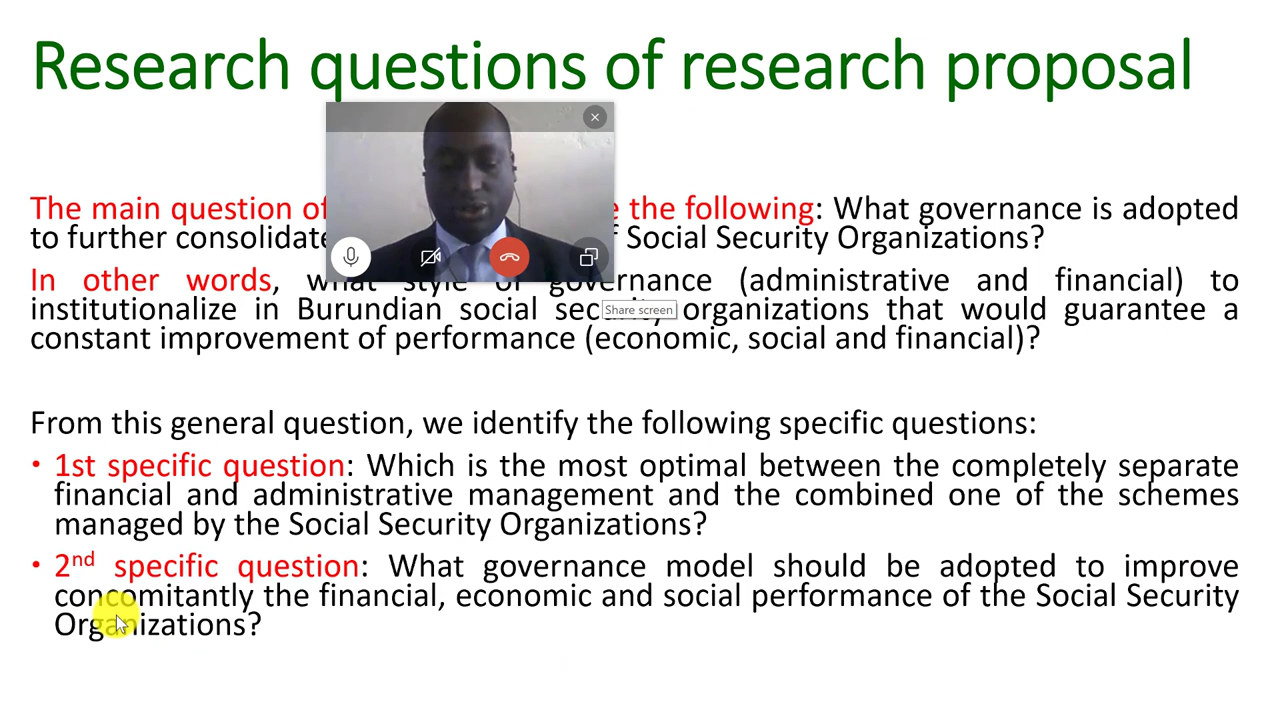 Research questions of research proposal
The main question of e the following: What governance is adopted
to further consolidate f Social Security Organizations?
In other words, what style of governance (administrative and financial) to
institutionalize in Burundian social security organizations that would guarantee a
Share screen
constant improvement of performance (economic, social and financial)?
From this general question, we identify the following specific questions:
• 1st specific question: Which is the most optimal between the completely separate
financial and administrative management and the combined one of the schemes
managed by the Social Security Organizations?
• 2nd specific question: What governance model should be adopted to improve
concomitantly the financial, economic and social performance of the Social Security
Organizations?